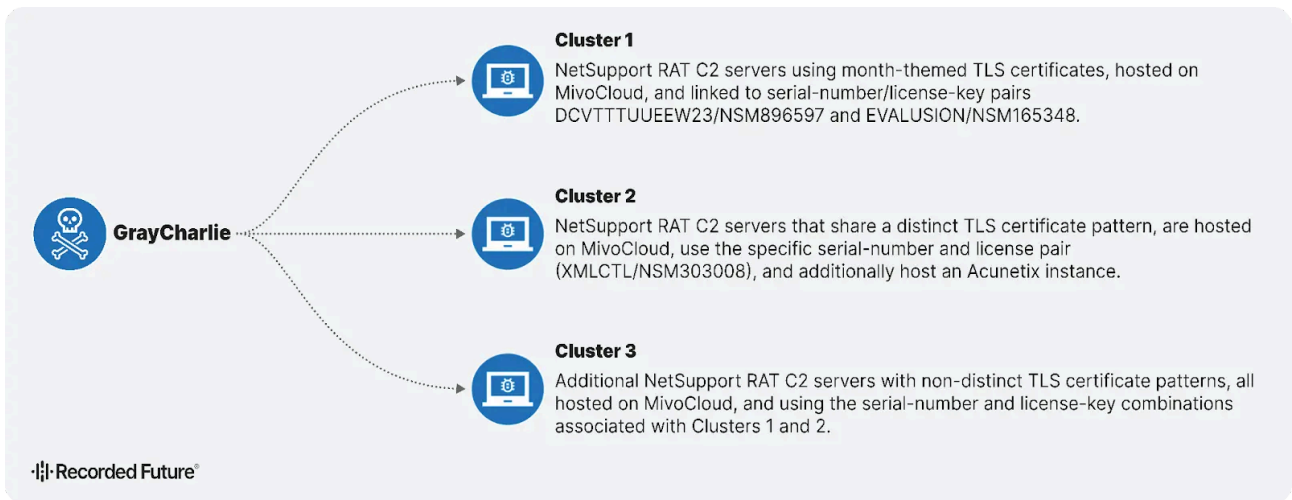 Cluster 1
NetSupport RAT C2 servers using month-themed TLS certificates, hosted on
MivoCloud, and linked to serial-number/license-key pairs
DCVTTTUUEEW23/NSM896597 and EVALUSION/NSM165348.
GrayCharlie
Cluster 2
NetSupport RAT C2 servers that share a distinct TLS certificate pattern, are hosted
on MivoCloud, use the specific serial-number and license pair
(XMLCTL/NSM303008), and additionally host an Acunetix instance.
Cluster 3
Additional NetSupport RAT C2 servers with non-distinct TLS certificate patterns, all
hosted on MivoCloud, and using the serial-number and license-key combinations
associated with Clusters 1 and 2.
Recorded Future®